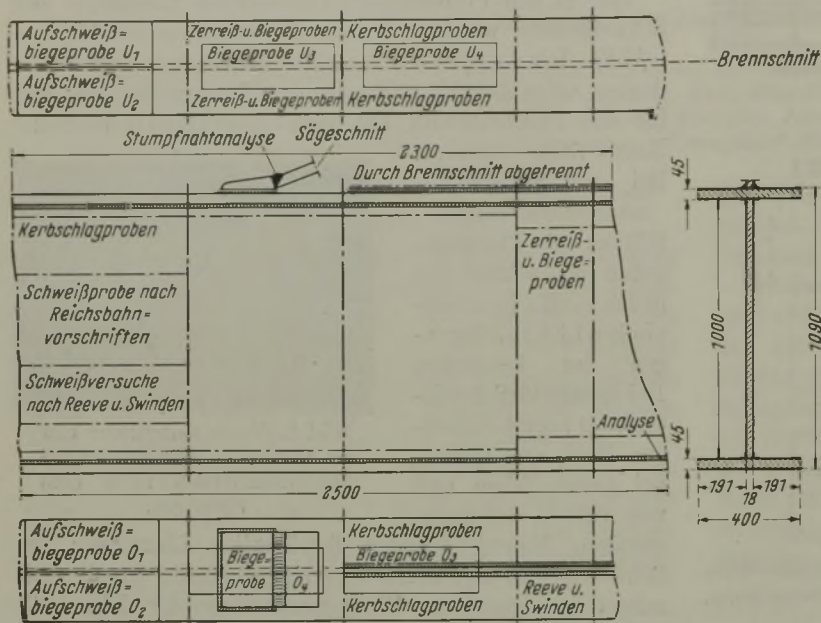 Aufschweiß=
biegeprobe U1
Aufschweiß=
biegeprobe U2
Zerreiß-u. Biegeproben
Biegeprobe U3
Zerreiß-u. Biegeproben
Kerbschlagproben
Biegeprobe U4
Kerbschlagproben
Brennschnitt
Stumpfnahtanalyse
Sägeschnitt
2300
Durch Brennschnitt abgetrennt
Kerbschlagproben
Schweißprobe nach
Reichsbahn=
vorschriften
Schweißversuche
nach Reeve u. Swinden
Zerreiß-
u. Biege=
proben
Analyse
2500
45
45
1000
1090
191
18
191
400
Aufschweiß=
biegeprobe O1
Aufschweiß=
biegeprobe O2
Biege=
probe
O4
Kerbschlagproben
Biegeprobe O3
Kerbschlagproben
Reeve u.
Swinden